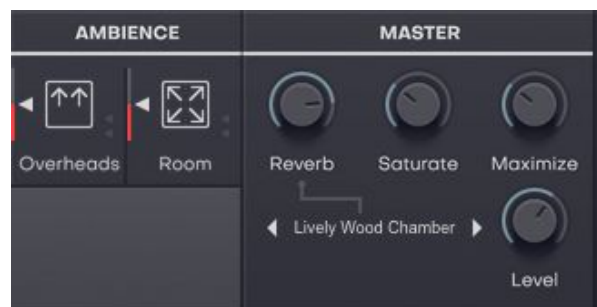 AMBIENCE
MASTER
Overheads
Room
Reverb
Saturate
Maximize
Lively Wood Chamber
Level